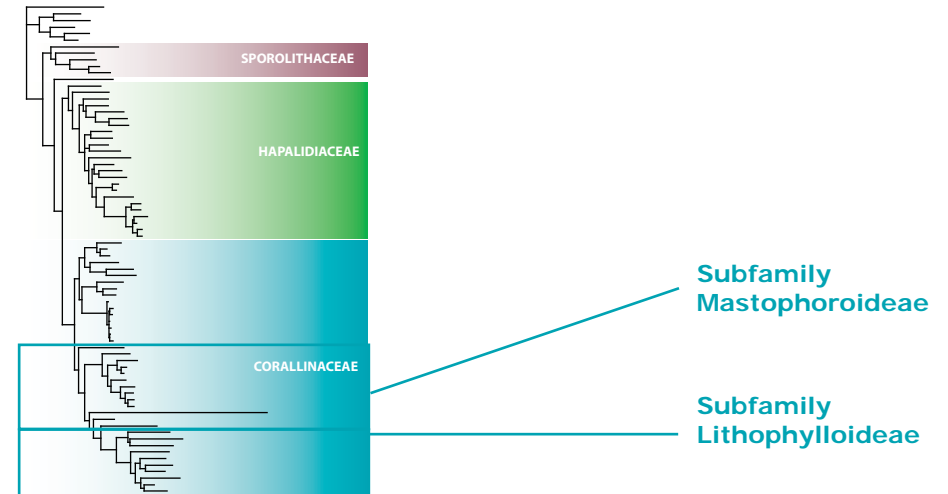 SPOROLITHACEAE
HAPALIDIACEAE
Subfamily
Mastophoroideae
CORALLINACEAE
Subfamily
Lithophylloideae